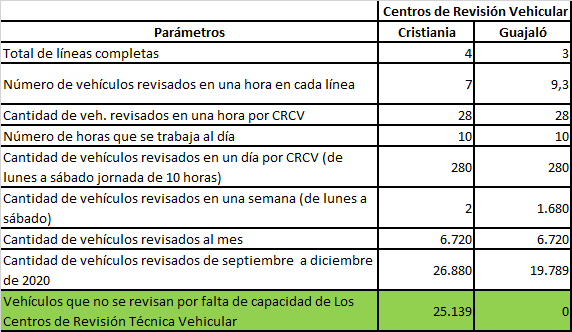 Centros de Revisión Vehicular
Parámetros Cristiania Guajaló
Total de líneas completas 4 3
Número de vehículos revisados en una hora en cada línea 7 9,3
Cantidad de veh. revisados en una hora por CRCV 28 28
Número de horas que se trabaja al día 10 10
Cantidad de vehículos revisados en un día por CRCV (de
lunes a sábado jornada de 10 horas) 280 280
Cantidad de vehículos revisados en una semana (de lunes
a sábado) 2 1.680
Cantidad de vehículos revisados al mes 6.720 6.720
Cantidad de vehículos revisados de septiembre a diciembre
de 2020 26.880 19.789
Vehículos que no se revisan por falta de capacidad de Los
Centros de Revisión Técnica Vehicular 25.139 0